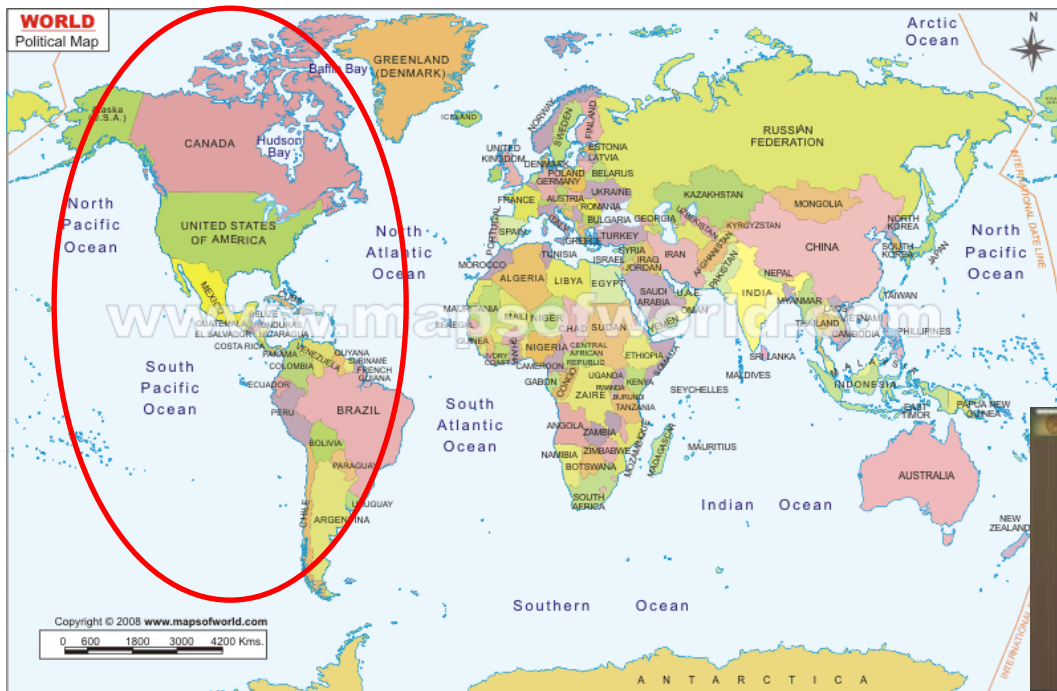 WORLD
Political Map
Arctic
Ocean
N
GREENLAND
(DENMARK)
Baffin Bay
Alaska
(U.S.A.)
ICELAND
CANADA
Hudson
Bay
NORWAY
SWEDEN
FINLAND
RUSSIAN
FEDERATION
UNITED
KINGDOM
ESTONIA
LATVIA
DENMARK
BELARUS
POLAND
GERMANY
UKRAINE
KAZAKHSTAN
MONGOLIA
FRANCE
AUSTRIA
ROMANIA
North
Pacific
Ocean
UNITED STATES
OF AMERICA
North
Atlantic
Ocean
PORTUGAL
SPAIN
ITALY
BULGARIA
GEORGIA
UZBEKISTAN
KYRGYZSTAN
NORTH
KOREA
SOUTH
KOREA
JAPAN
North
Pacific
Ocean
INTERNATIONAL DATE LINE
GREECE
TURKEY
TUNISIA
SYRIA
ISRAEL
IRAQ
JORDAN
IRAN
AFGHANISTAN
PAKISTAN
CHINA
MOROCCO
ALGERIA
LIBYA
EGYPT
SAUDI
ARABIA
U.A.E.
OMAN
NEPAL
INDIA
MYANMAR
TAIWAN
MEXICO
CUBA
www.mapsofworld.com
BELIZE
GUATEMALA
HONDURAS
EL SALVADOR
NICARAGUA
COSTA RICA
PANAMA
MAURITANIA
SENEGAL
MALI
NIGER
CHAD
SUDAN
YEMEN
LAOS
VIETNAM
THAILAND
CAMBODIA
PHILLIPINES
GUINEA
IVORY
COAST
GHANA
NIGERIA
CENTRAL
AFRICAN
REPUBLIC
ETHIOPIA
SRI LANKA
MALDIVES
MALAYSIA
VENEZUELA
GUYANA
SURINAME
FRENCH
GUIANA
COLOMBIA
ECUADOR
CAMEROON
GABON
CONGO
UGANDA
RWANDA
BURUNDI
KENYA
ZAIRE
TANZANIA
SEYCHELLES
INDONESIA
EAST
TIMOR
PAPUA NEW
GUINEA
South
Pacific
Ocean
PERU
BRAZIL
South
Atlantic
Ocean
ANGOLA
ZAMBIA
MOZAMBIQUE
MADAGASCAR
MAURITIUS
BOLIVIA
PARAGUAY
NAMIBIA
ZIMBABWE
BOTSWANA
AUSTRALIA
CHILE
URUGUAY
ARGENTINA
SOUTH
AFRICA
Indian Ocean
NEW
ZEALAND
Southern Ocean
Copyright © 2008 www.mapsofworld.com
0 600 1800 3000 4200 Kms.
ANTARCTICA